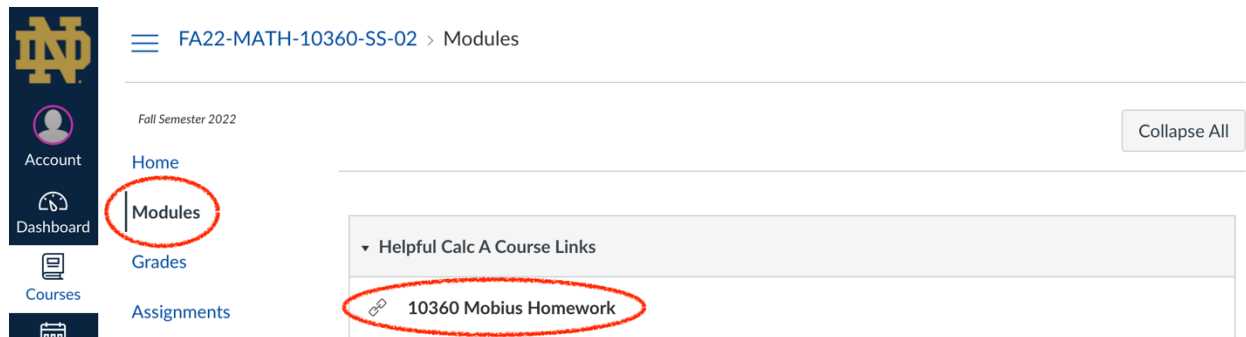 ND
FA22-MATH-10360-SS-02 > Modules
Fall Semester 2022
Collapse All
Account
Home
Dashboard
Modules
Helpful Calc A Course Links
Grades
Courses
10360 Mobius Homework
Assignments